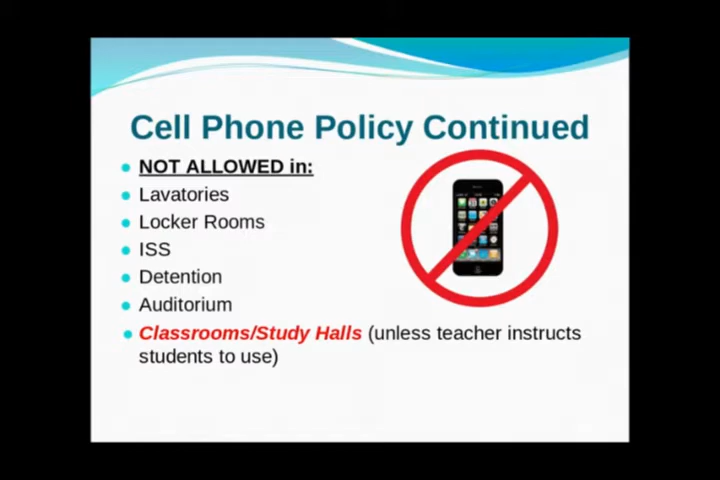 Cell Phone Policy Continued
NOT ALLOWED in:
Lavatories
Locker Rooms
ISS
Detention
Auditorium
Classrooms/Study Halls (unless teacher instructs
students to use)